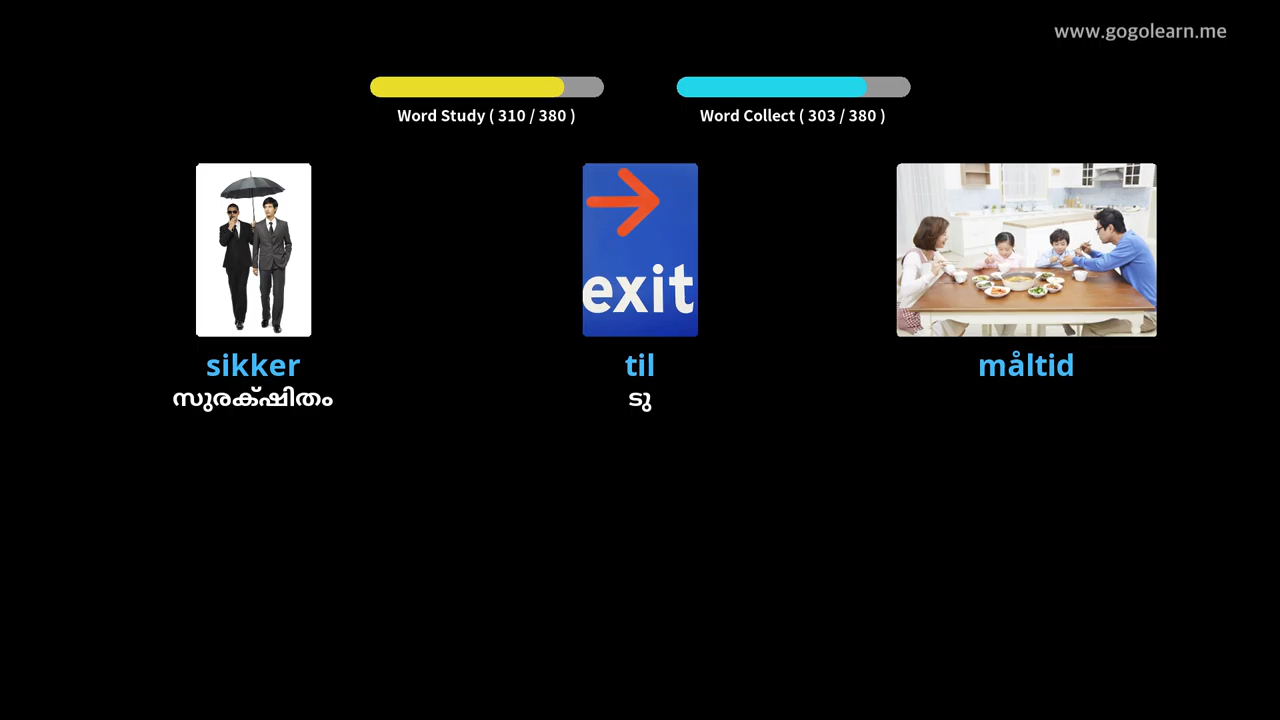 www.gogolearn.me
Word Study ( 310 / 380 )
Word Collect ( 303 / 380 )
exit
sikker
til
måltid
സുരക്ഷിതം
ടു